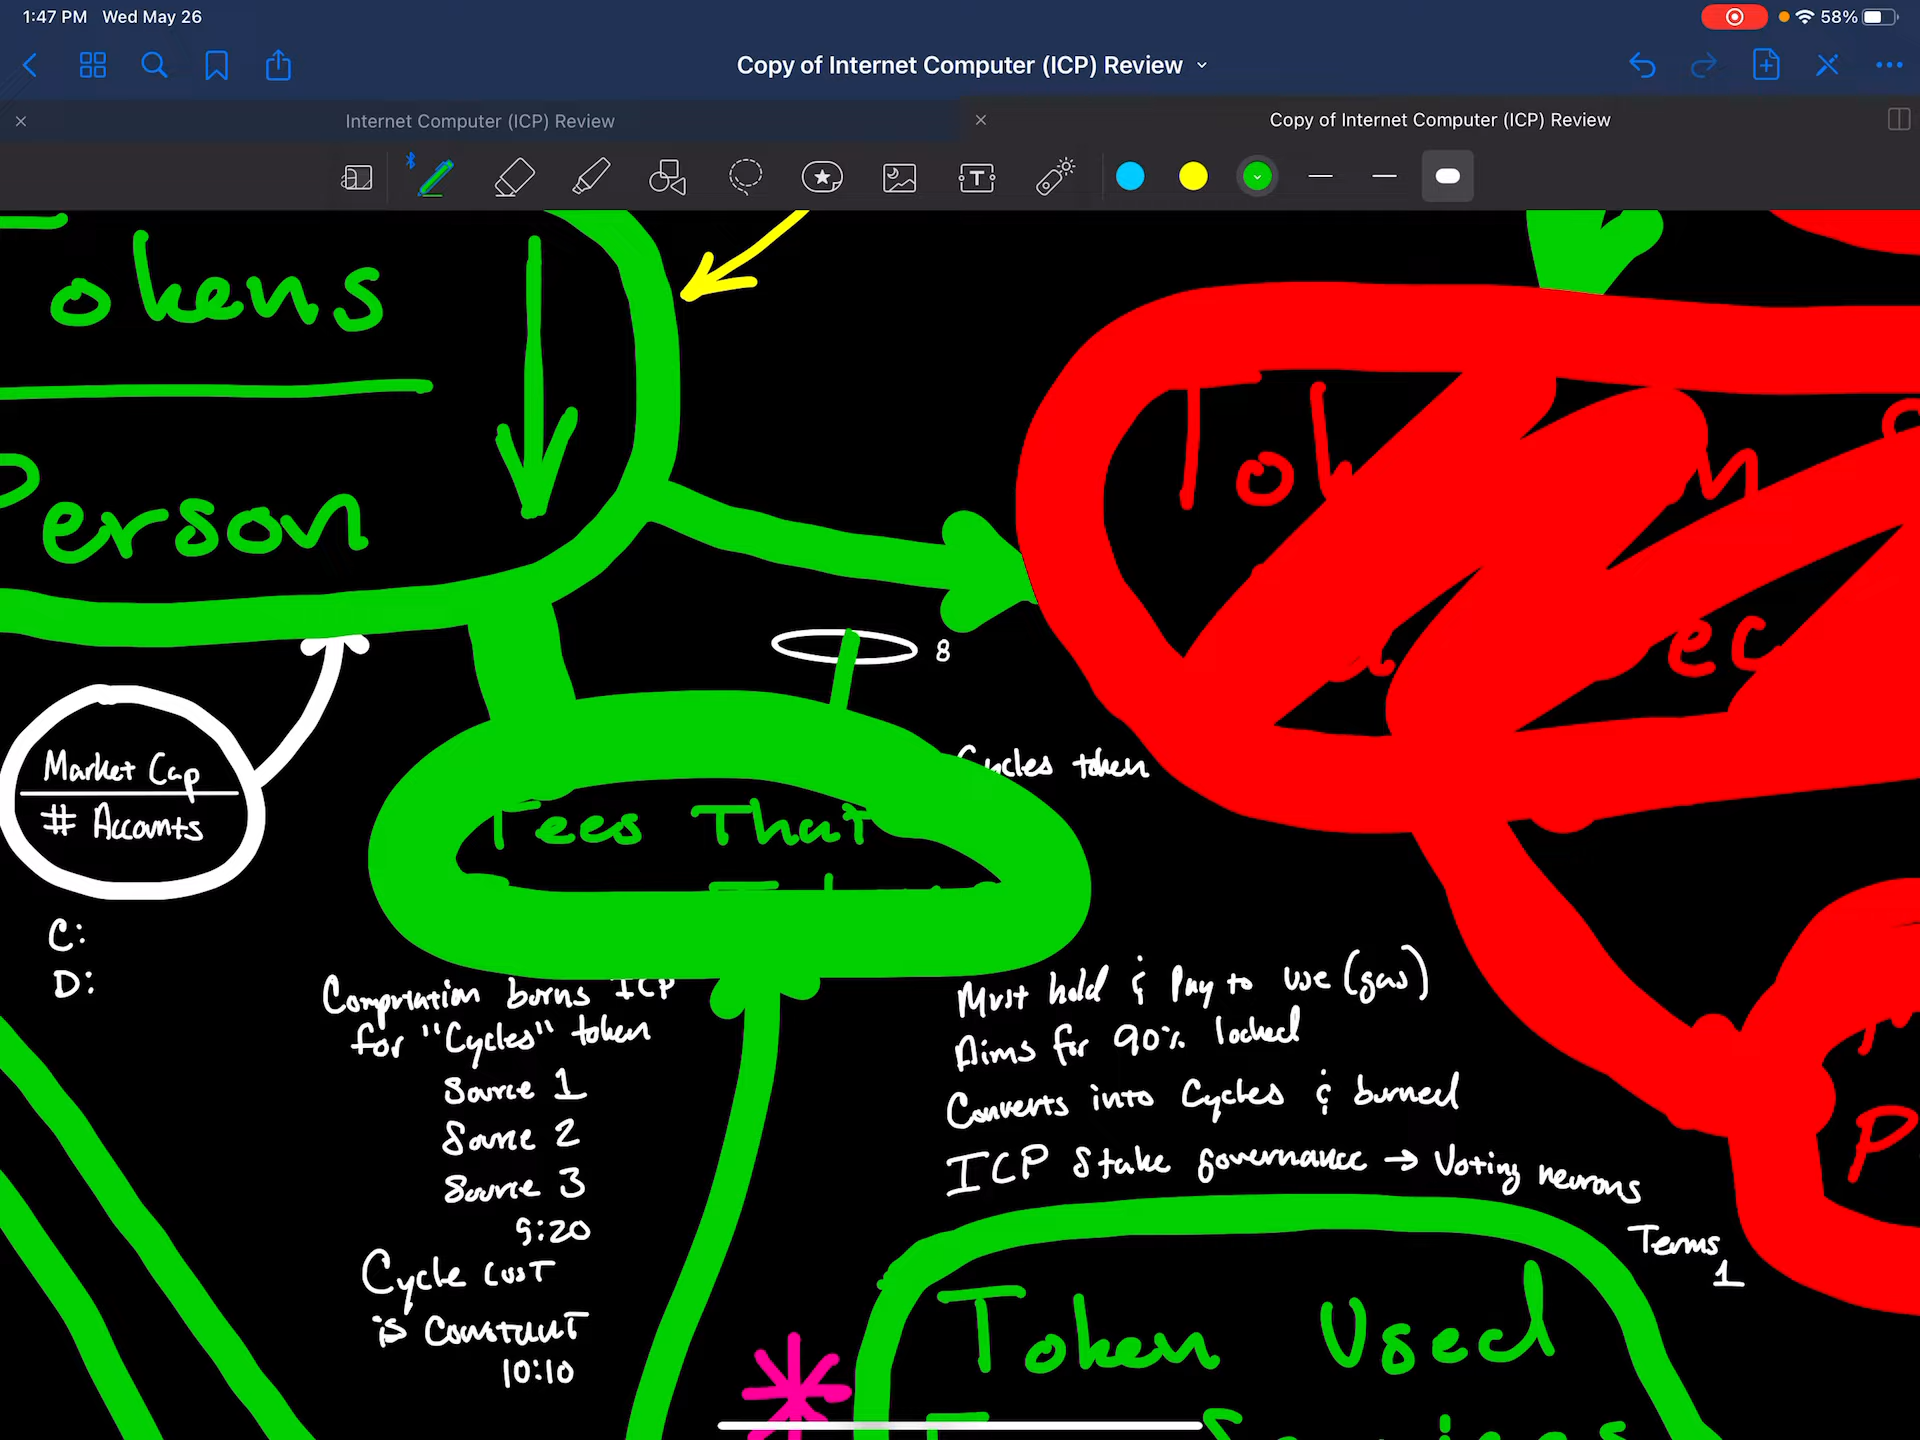 1:47 PM Wed May 26
58%
Copy of Internet Computer (ICP) Review
Internet Computer (ICP) Review
Copy of Internet Computer (ICP) Review
Tokens
Person
8
Market Cap
# Accounts
C:
D:
Cycles token
Fees That
Computation burns ICP
for "Cycles" token
Source 1
Source 2
Source 3
9:20
Cycle cost
is constant
10:10
Must hold & Pay to use (gas)
Aims for 90% locked
Converts into Cycles & burned
ICP Stake governance → Voting neurons
Terms
1
Token Used